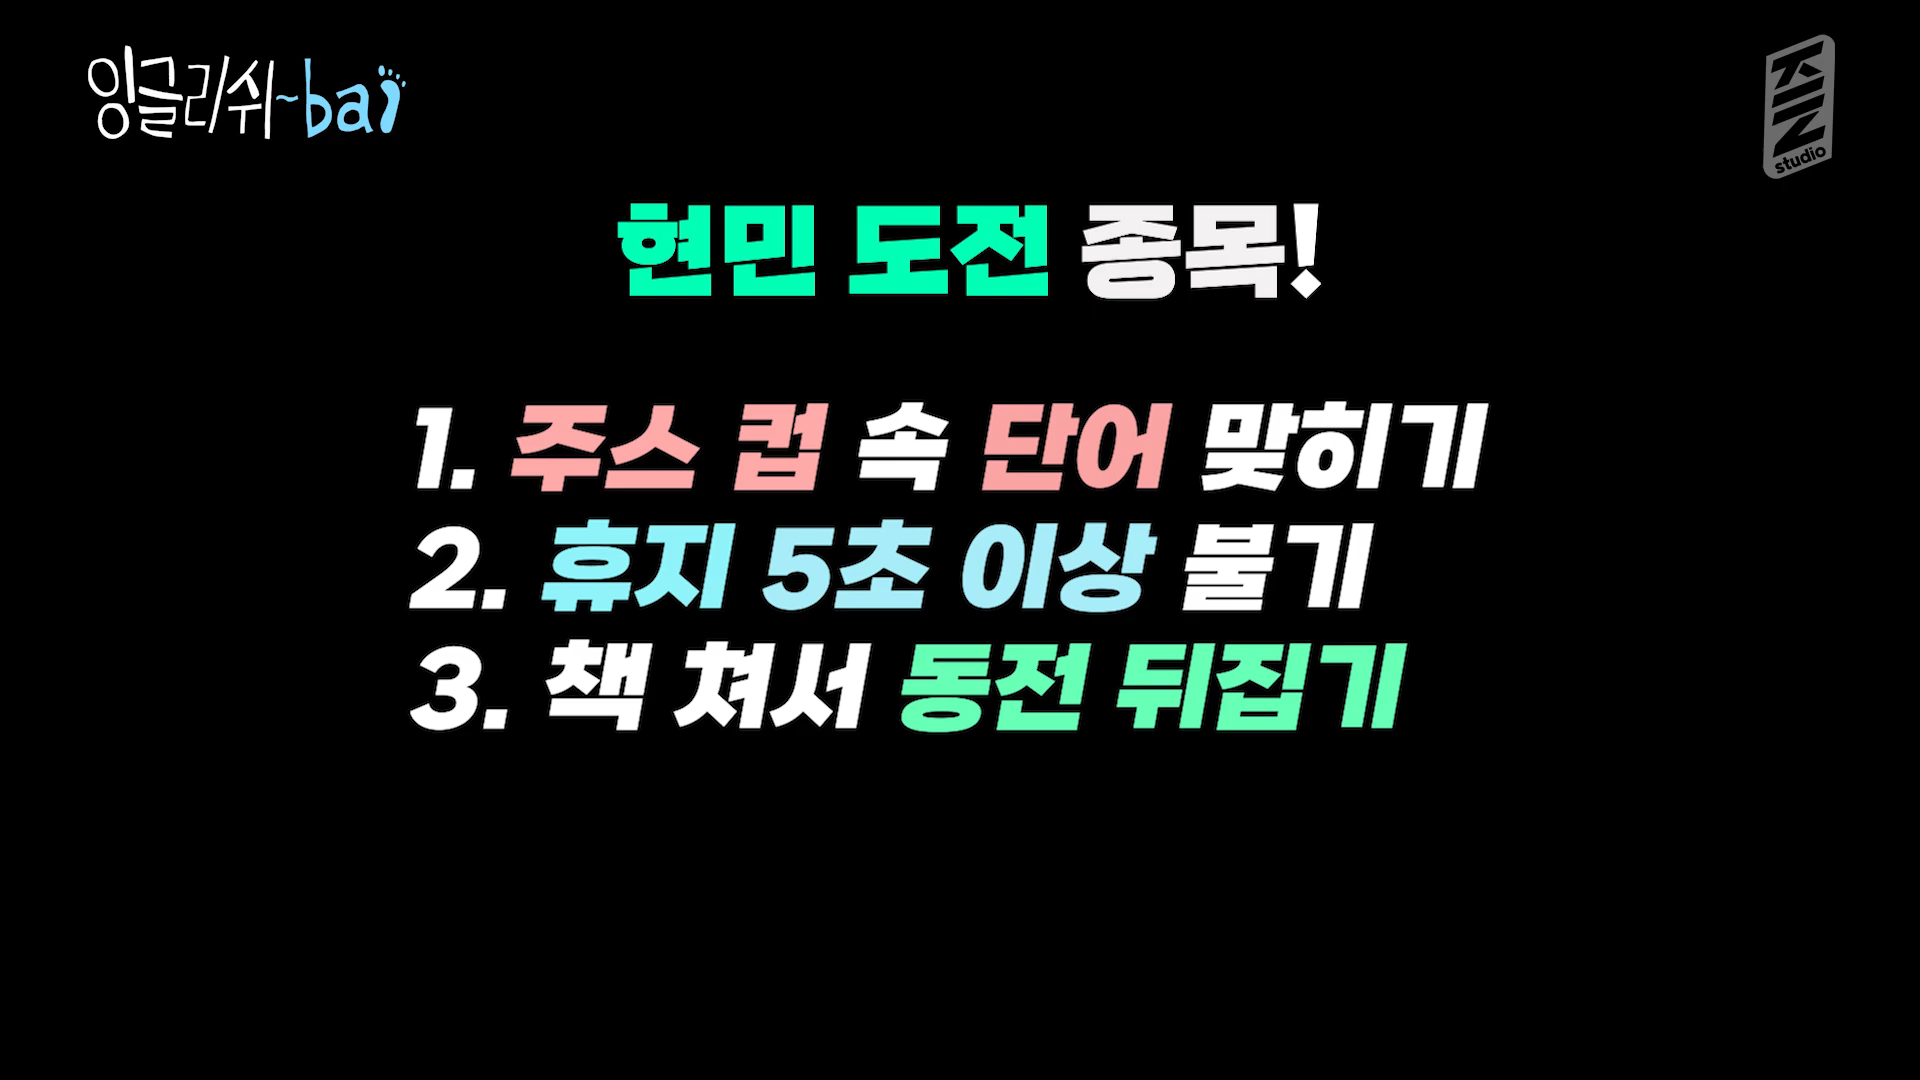 잉글리쉬~bai
즈
studio
현민 도전 종목!
1. 주스 컵 속 단어 맞히기
2. 휴지 5초 이상 불기
3. 책 쳐서 동전 뒤집기